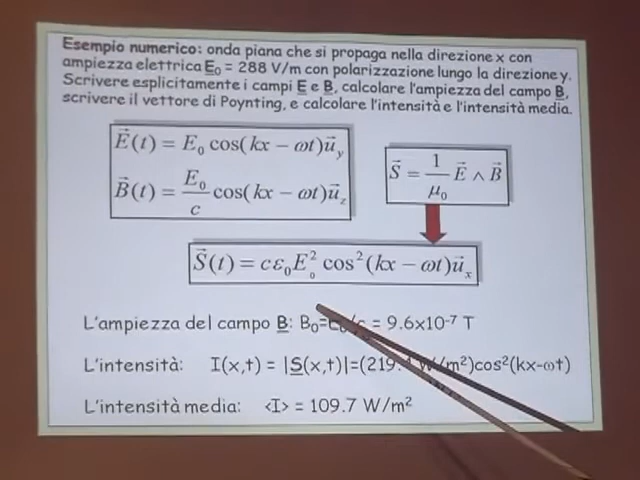 Esempio numerico: onda piana che si propaga nella direzione x con
ampiezza elettrica E₀ = 288 V/m con polarizzazione lungo la direzione y.
Scrivere esplicitamente i campi E e B, calcolare l'ampiezza del campo B,
scrivere il vettore di Poynting, e calcolare l'intensità e l'intensità media.
E⃗(t) = E₀ cos(kx − ωt)u⃗_y
B⃗(t) = E₀/c cos(kx − ωt)u⃗_z
S⃗ = 1/μ₀ E⃗ ∧ B⃗
S⃗(t) = cε₀E₀² cos²(kx − ωt)u⃗ₓ
L'ampiezza del campo B: B₀= = 9.6x10⁻⁷ T
L'intensità: I(x,t) = |S(x,t)|=(219. W/m²)cos²(kx-ωt)
L'intensità media: <I> = 109.7 W/m²